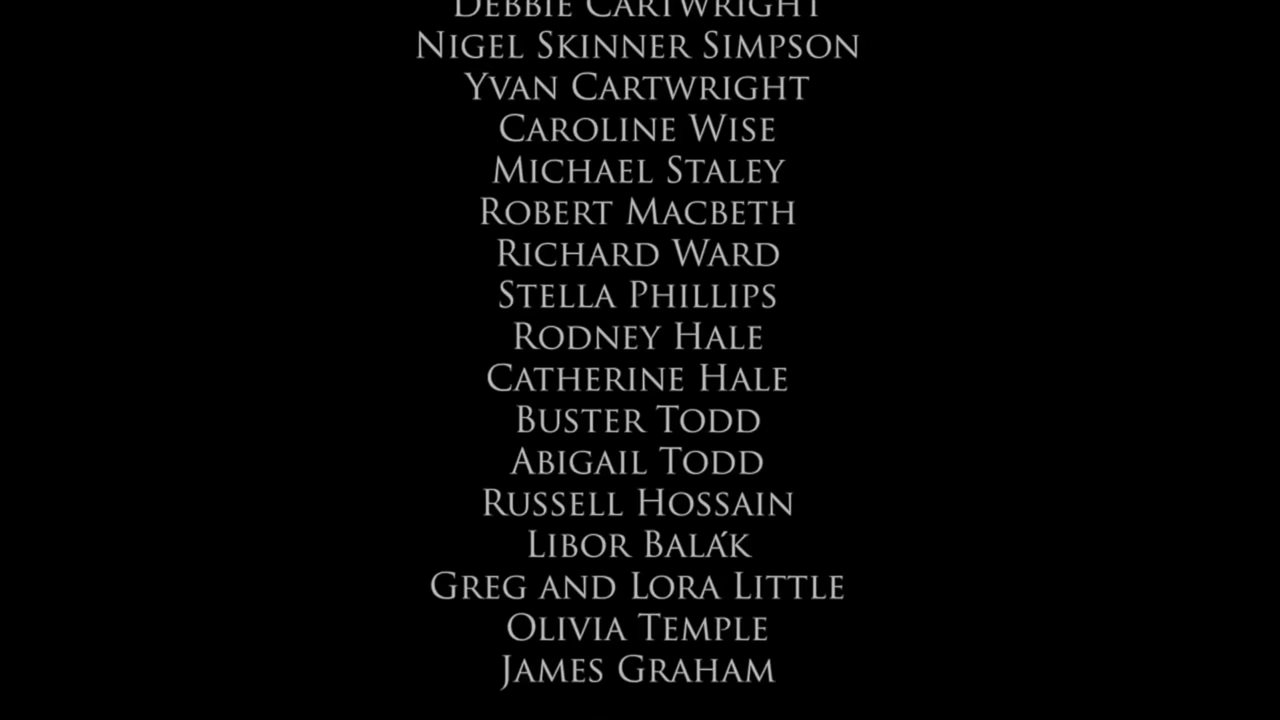 DEBBIE CARTWRIGHT
NIGEL SKINNER SIMPSON
YVAN CARTWRIGHT
CAROLINE WISE
MICHAEL STALEY
ROBERT MACBETH
RICHARD WARD
STELLA PHILLIPS
RODNEY HALE
CATHERINE HALE
BUSTER TODD
ABIGAIL TODD
RUSSELL HOSSAIN
LIBOR BALÁK
GREG AND LORA LITTLE
OLIVIA TEMPLE
JAMES GRAHAM